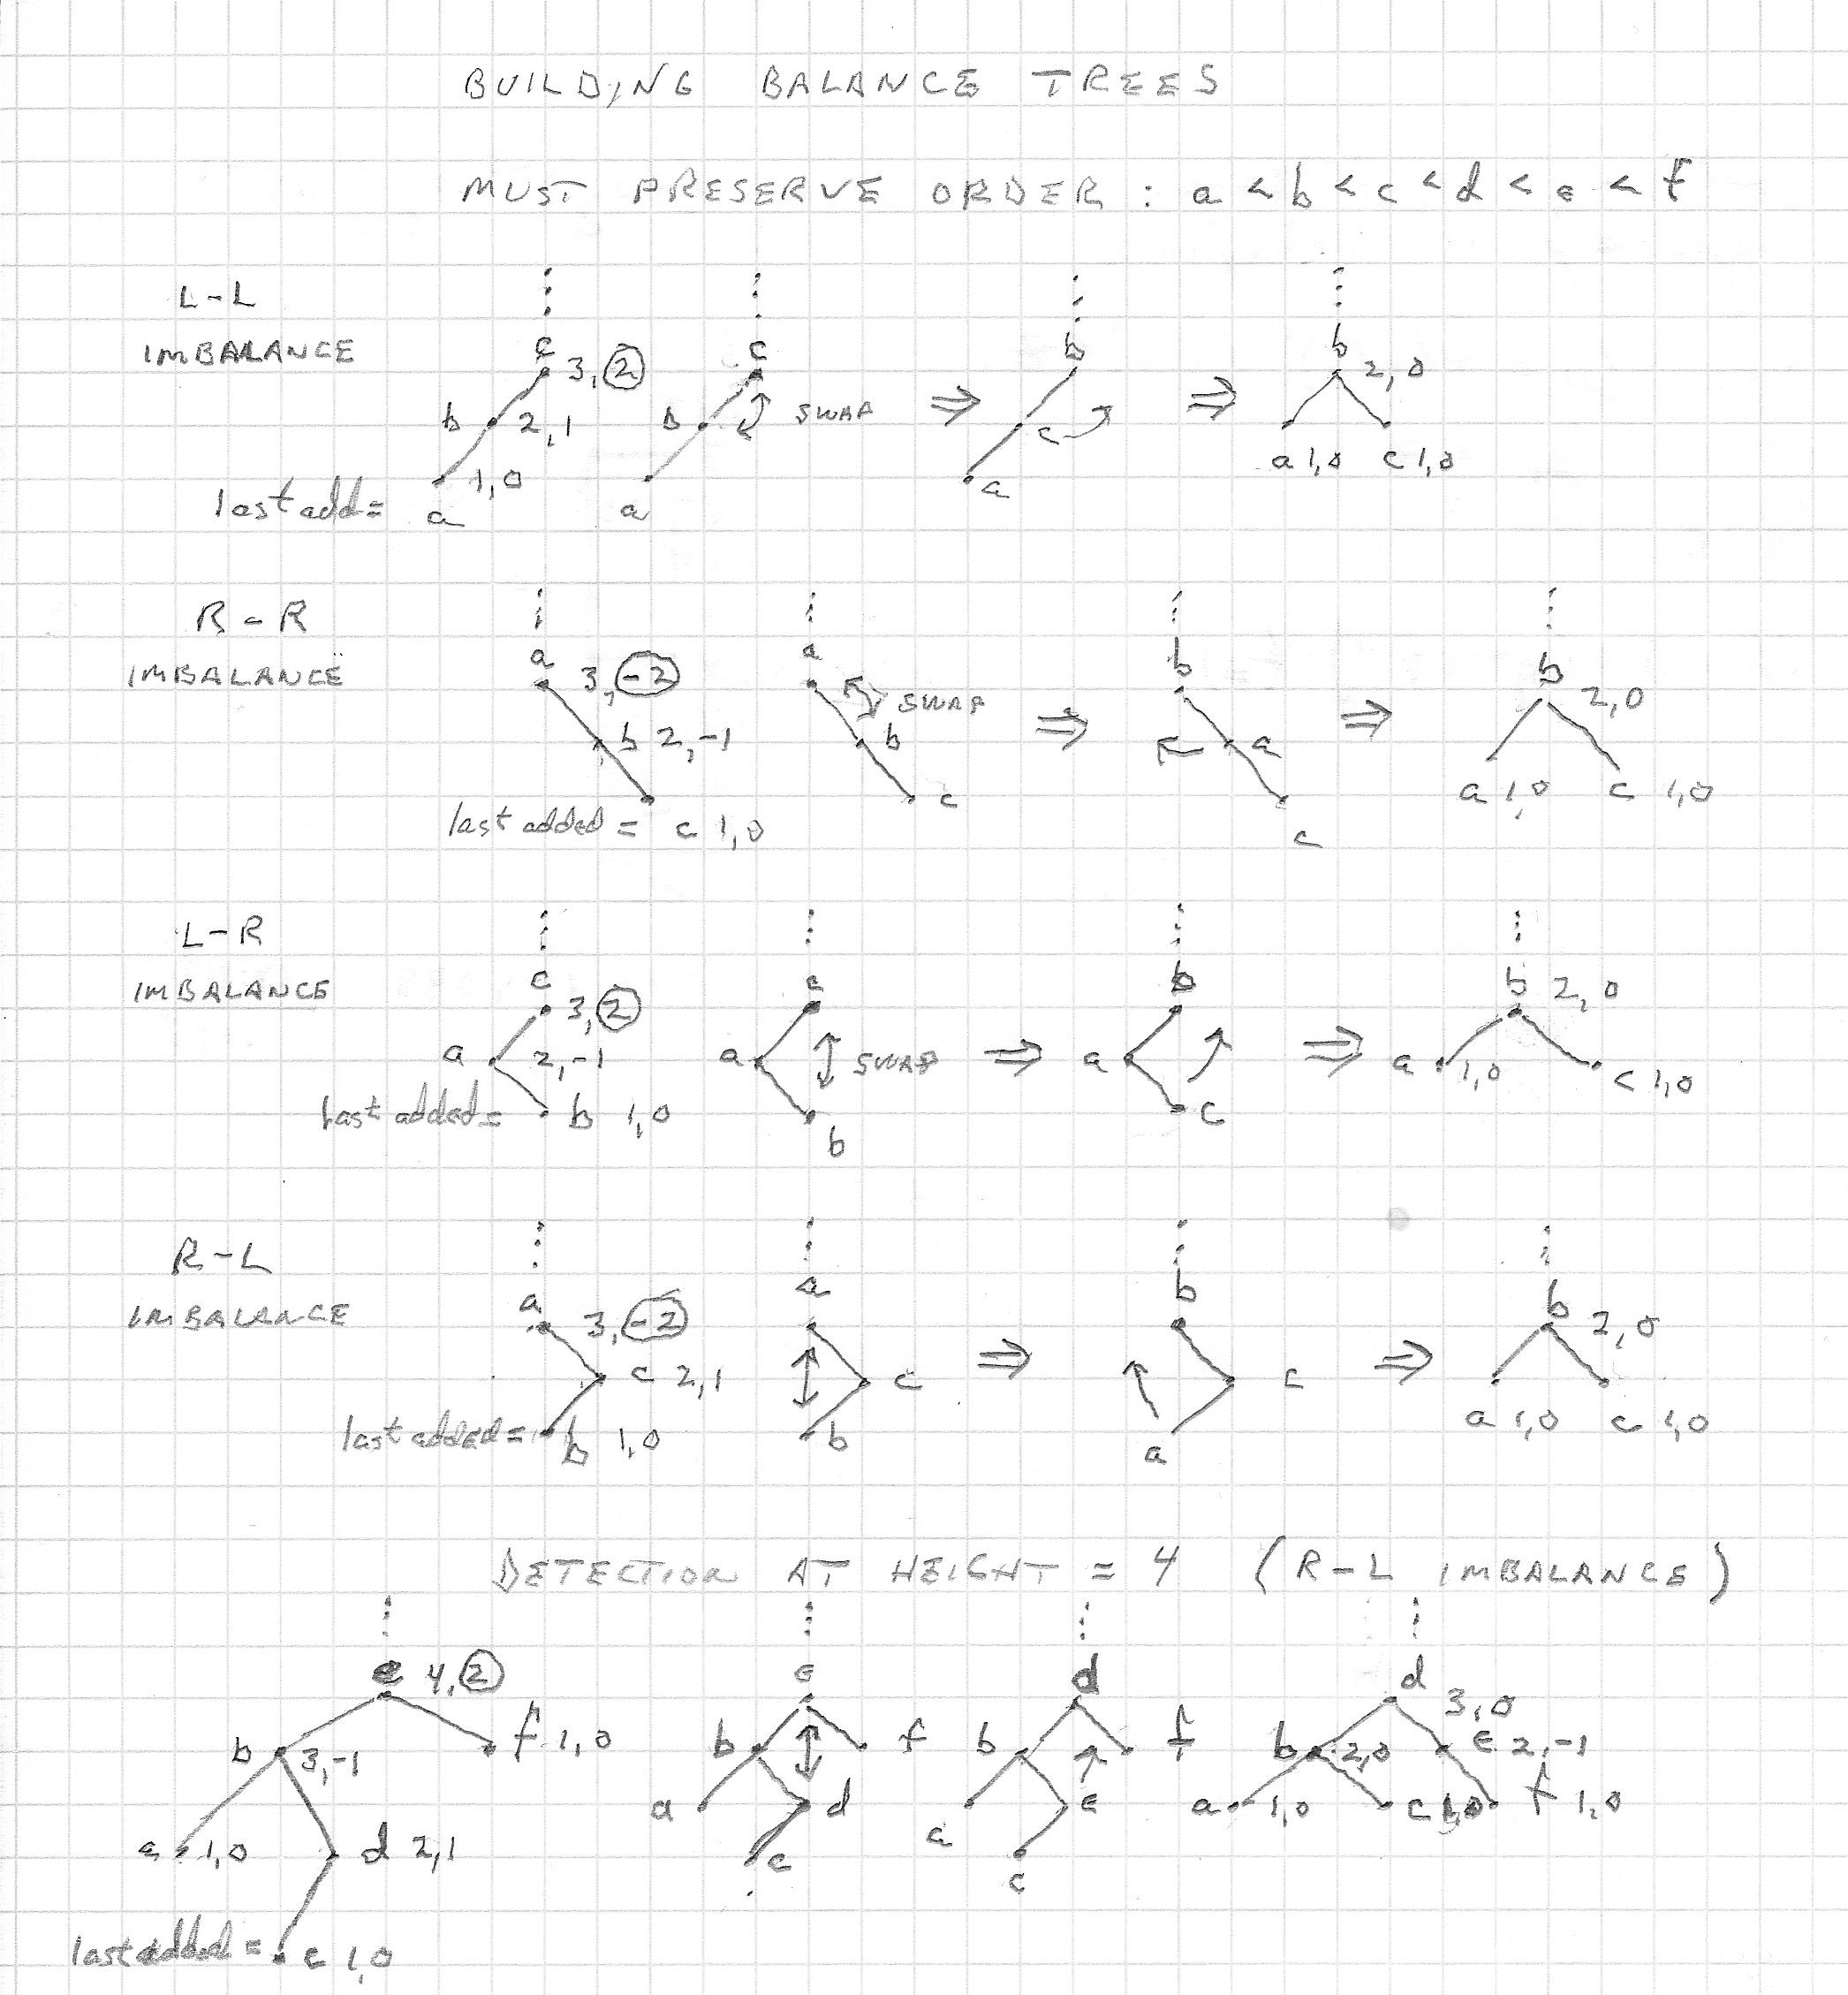 BUILDING BALANCE TREES
MUST PRESERVE ORDER : a < b < c < d < e < f
L-L
IMBALANCE
c 3, 2
b 2, 1
1, 0
last add = a
c
b SWAP
a
⇒
b
c
a
⇒
b 2, 0
a 1, 0 c 1, 0
R-R
IMBALANCE
a 3, -2
b 2, -1
last added = c 1, 0
a
SWAP
b
c
⇒
b
a
c
⇒
b 2, 0
a 1, 0 c 1, 0
L-R
IMBALANCE
c 3, 2
a 2, -1
last added = b 1, 0
c
a SWAP
b
⇒
b
a
c
⇒
b 2, 0
a 1, 0 c 1, 0
R-L
IMBALANCE
a 3, -2
c 2, 1
last added = b 1, 0
a
c
b
⇒
b
c
a
⇒
b 2, 0
a 1, 0 c 1, 0
DETECTION AT HEIGHT = 4 (R-L IMBALANCE)
e 4, 2
b 3, -1 f 1, 0
a 1, 0 d 2, 1
last added = c 1, 0
e
b f
a d
c
d
b f
a e
c
d 3, 0
b 2, 0 e 2, -1
a 1, 0 c 1, 0 f 1, 0